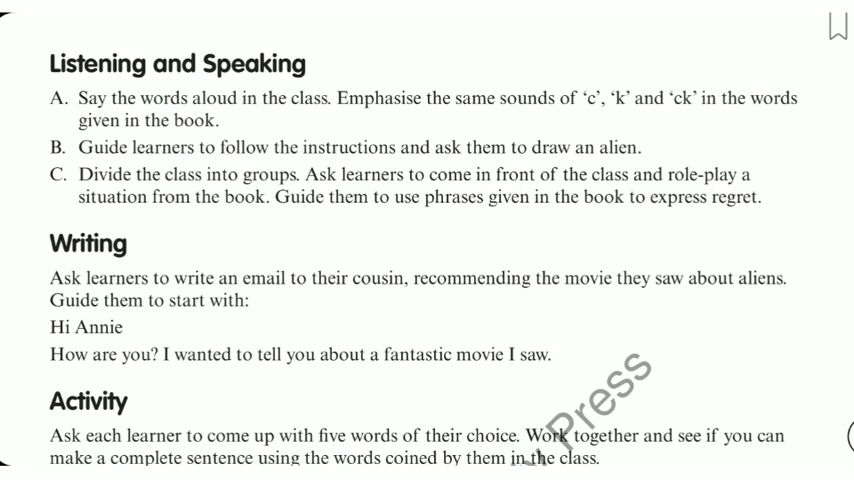 Listening and Speaking
A. Say the words aloud in the class. Emphasise the same sounds of ‘c’, ‘k’ and ‘ck’ in the words
given in the book.
B. Guide learners to follow the instructions and ask them to draw an alien.
C. Divide the class into groups. Ask learners to come in front of the class and role-play a
situation from the book. Guide them to use phrases given in the book to express regret.
Writing
Ask learners to write an email to their cousin, recommending the movie they saw about aliens.
Guide them to start with:
Hi Annie
How are you? I wanted to tell you about a fantastic movie I saw.
Activity
Ask each learner to come up with five words of their choice. Work together and see if you can
make a complete sentence using the words coined by them in the class.
Press